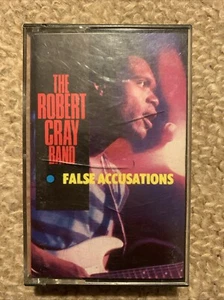 THE
ROBERT
CRAY
BAND
FALSE ACCUSATIONS